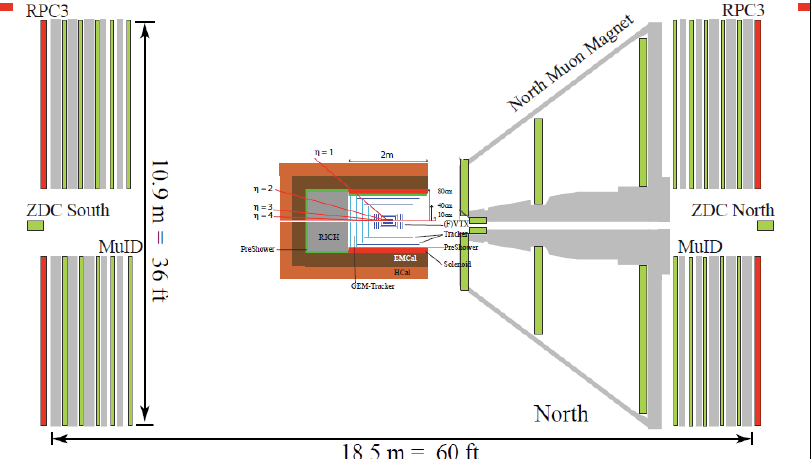 RPC3
RPC3
North Muon Magnet
η = 1
2m
10.9 m = 36 ft
η = 2
80cm
η = 3
40cm
η = 4
10cm
ZDC South
ZDC North
(F)VTX
RICH
Tracker
MuID
MuID
PreShower
PreShower
EMCal
Solenoid
HCal
GEM-Tracker
North
18.5 m = 60 ft